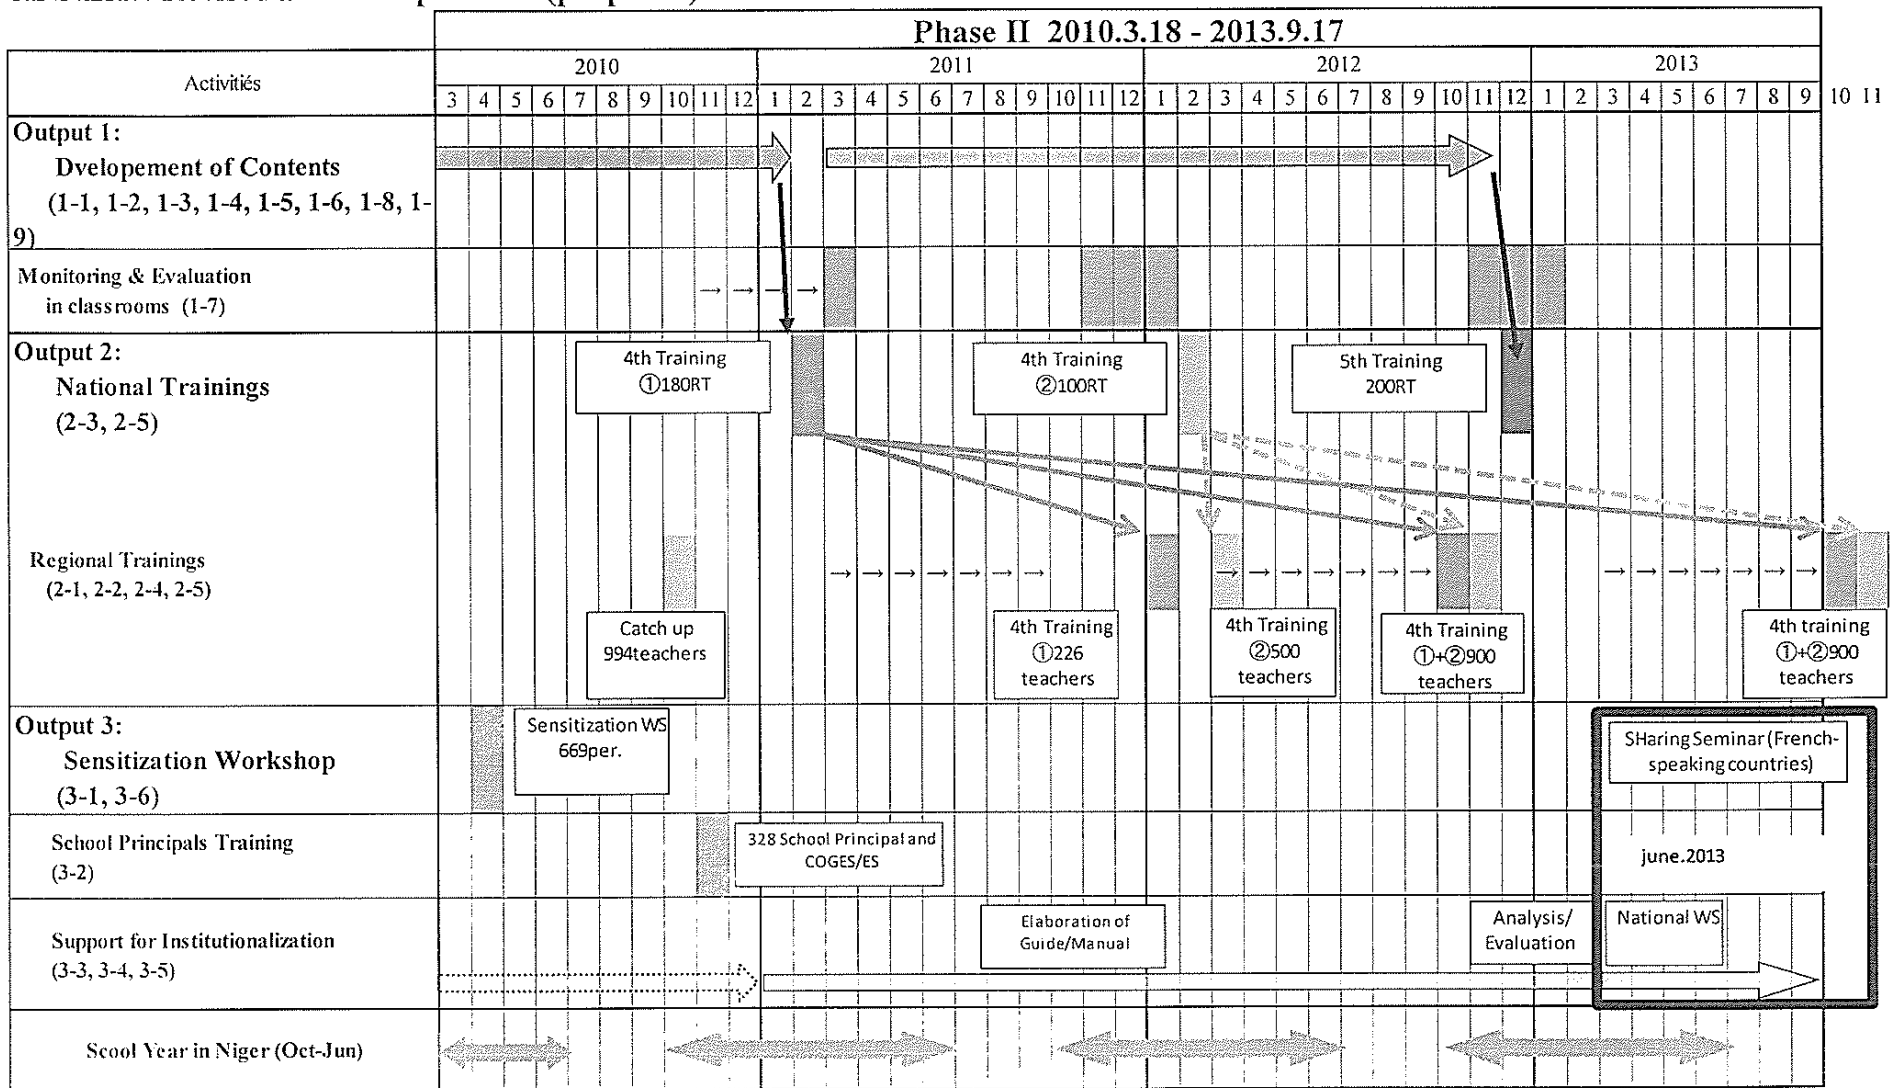 Phase II 2010.3.18 - 2013.9.17
Activitiés
2010 2011 2012 2013
3 4 5 6 7 8 9 10 11 12 1 2 3 4 5 6 7 8 9 10 11 12 1 2 3 4 5 6 7 8 9 10 11 12 1 2 3 4 5 6 7 8 9 10 11
Output 1:
Dvelopement of Contents
(1-1, 1-2, 1-3, 1-4, 1-5, 1-6, 1-8, 1-
9)
Monitoring & Evaluation
in classrooms (1-7)
Output 2:
National Trainings
(2-3, 2-5)
4th Training
①180RT
4th Training
②100RT
5th Training
200RT
Regional Trainings
(2-1, 2-2, 2-4, 2-5)
Catch up
994teachers
4th Training
①226
teachers
4th Training
②500
teachers
4th Training
①+②900
teachers
4th training
①+②900
teachers
Output 3:
Sensitization Workshop
(3-1, 3-6)
Sensitization WS
669per.
SHaring Seminar (French-
speaking countries)
School Principals Training
(3-2)
328 School Principal and
COGES/ES
june.2013
Support for Institutionalization
(3-3, 3-4, 3-5)
Elaboration of
Guide/Manual
Analysis/
Evaluation
National WS
Scool Year in Niger (Oct-Jun)